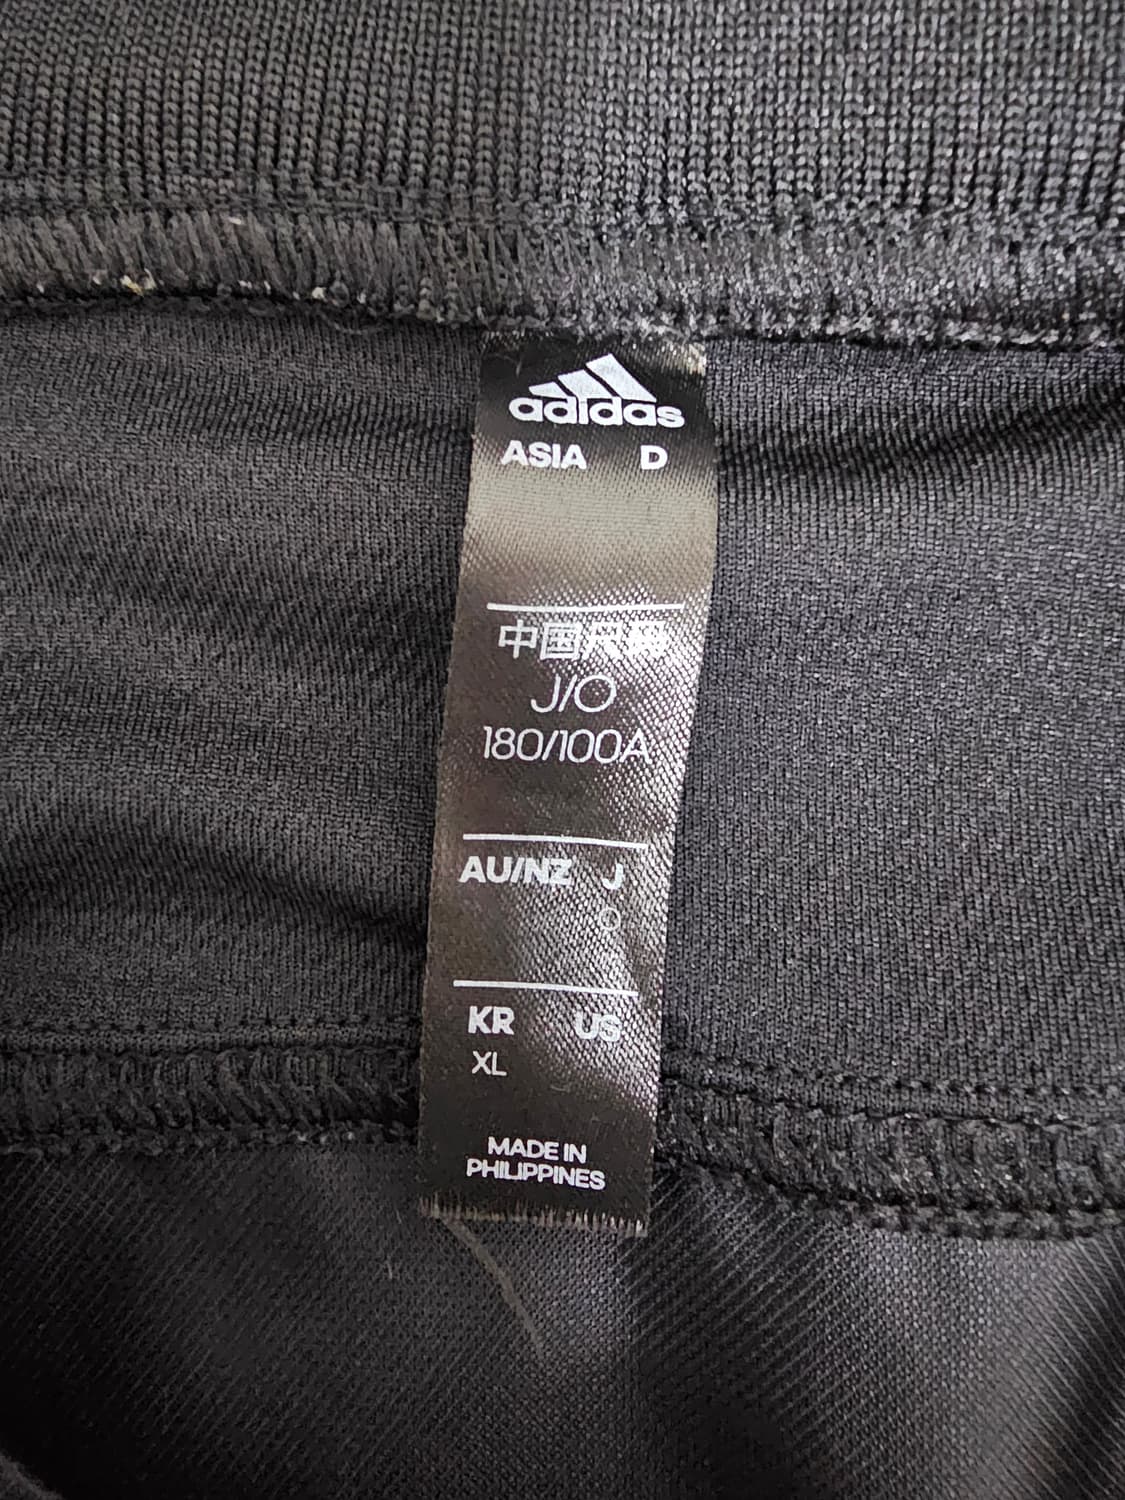 adidas
ASIA D
中国
J/O
180/100A
AU/NZ J
O
KR US
XL
MADE IN
PHILIPPINES